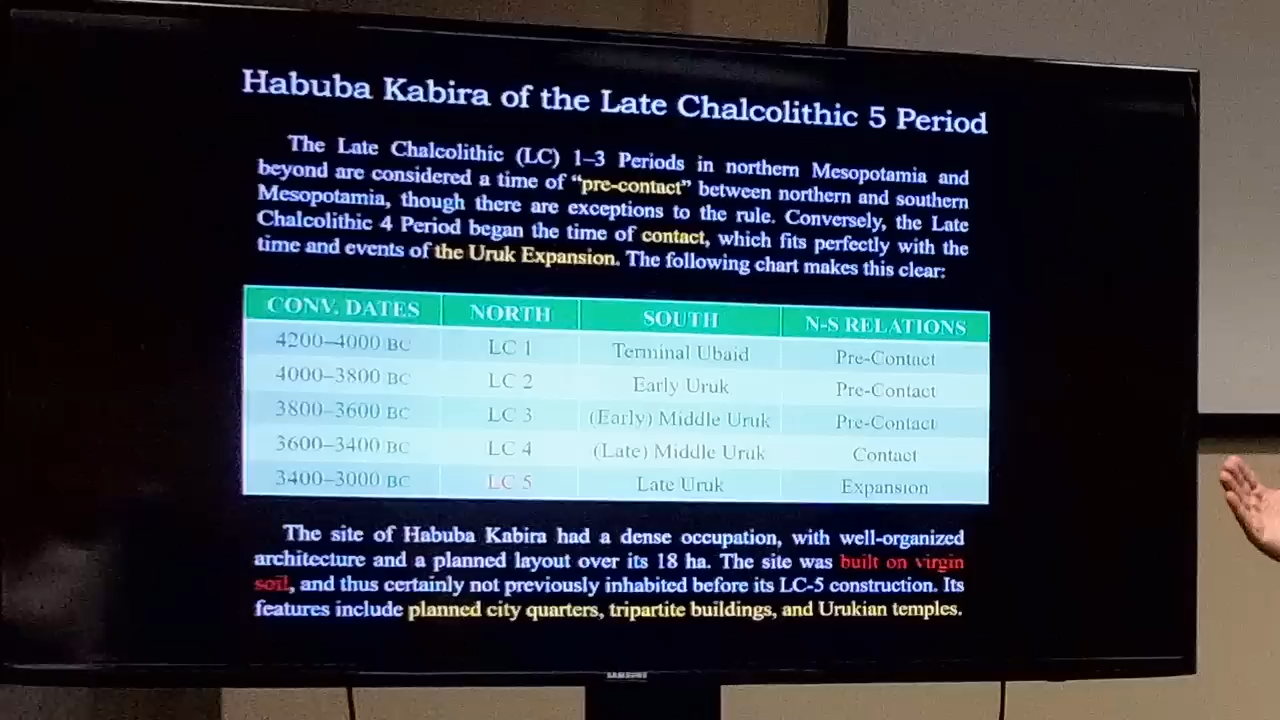 Habuba Kabira of the Late Chalcolithic 5 Period
The Late Chalcolithic (LC) 1–3 Periods in northern Mesopotamia and
beyond are considered a time of “pre-contact” between northern and southern
Mesopotamia, though there are exceptions to the rule. Conversely, the Late
Chalcolithic 4 Period began the time of contact, which fits perfectly with the
time and events of the Uruk Expansion. The following chart makes this clear:
CONV. DATES NORTH SOUTH N-S RELATIONS
4200–4000 BC LC 1 Terminal Ubaid Pre-Contact
4000–3800 BC LC 2 Early Uruk Pre-Contact
3800–3600 BC LC 3 (Early) Middle Uruk Pre-Contact
3600–3400 BC LC 4 (Late) Middle Uruk Contact
3400–3000 BC LC 5 Late Uruk Expansion
The site of Habuba Kabira had a dense occupation, with well-organized
architecture and a planned layout over its 18 ha. The site was built on virgin
soil, and thus certainly not previously inhabited before its LC-5 construction. Its
features include planned city quarters, tripartite buildings, and Urukian temples.
SAMSUNG